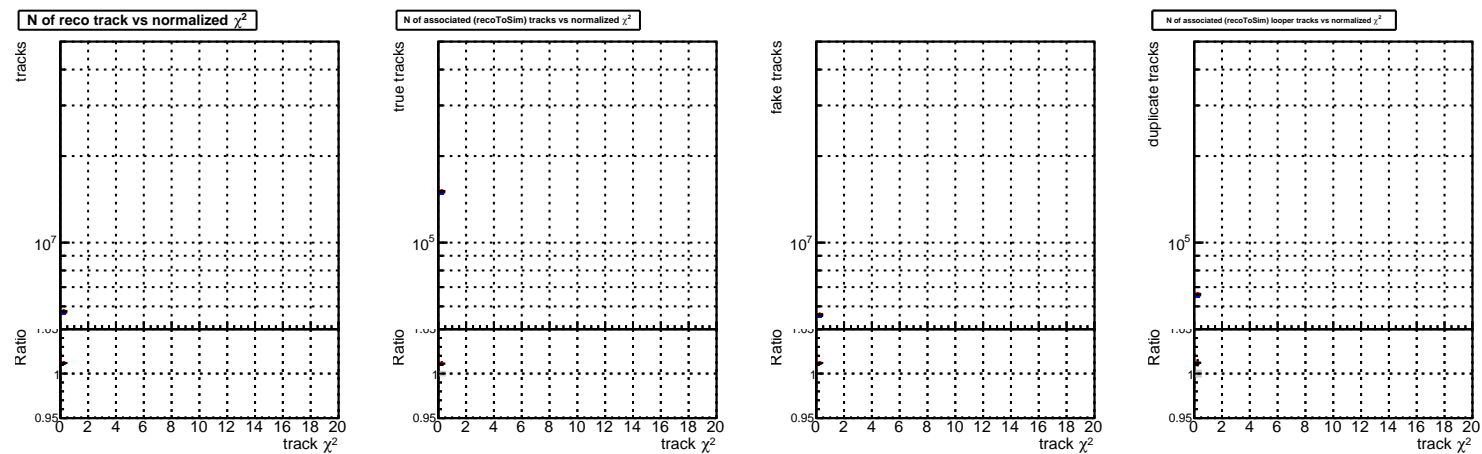 N of reco track vs normalized χ²
tracks
10⁷
Ratio
1
0.95
0 2 4 6 8 10 12 14 16 18 20
track χ²
N of associated (recoToSim) tracks vs normalized χ²
true tracks
10⁵
Ratio
1
0.95
0 2 4 6 8 10 12 14 16 18 20
track χ²
fake tracks
10⁷
Ratio
1
0.95
0 2 4 6 8 10 12 14 16 18 20
track χ²
N of associated (recoToSim) looper tracks vs normalized χ²
duplicate tracks
10⁵
Ratio
1
0.95
0 2 4 6 8 10 12 14 16 18 20
track χ²